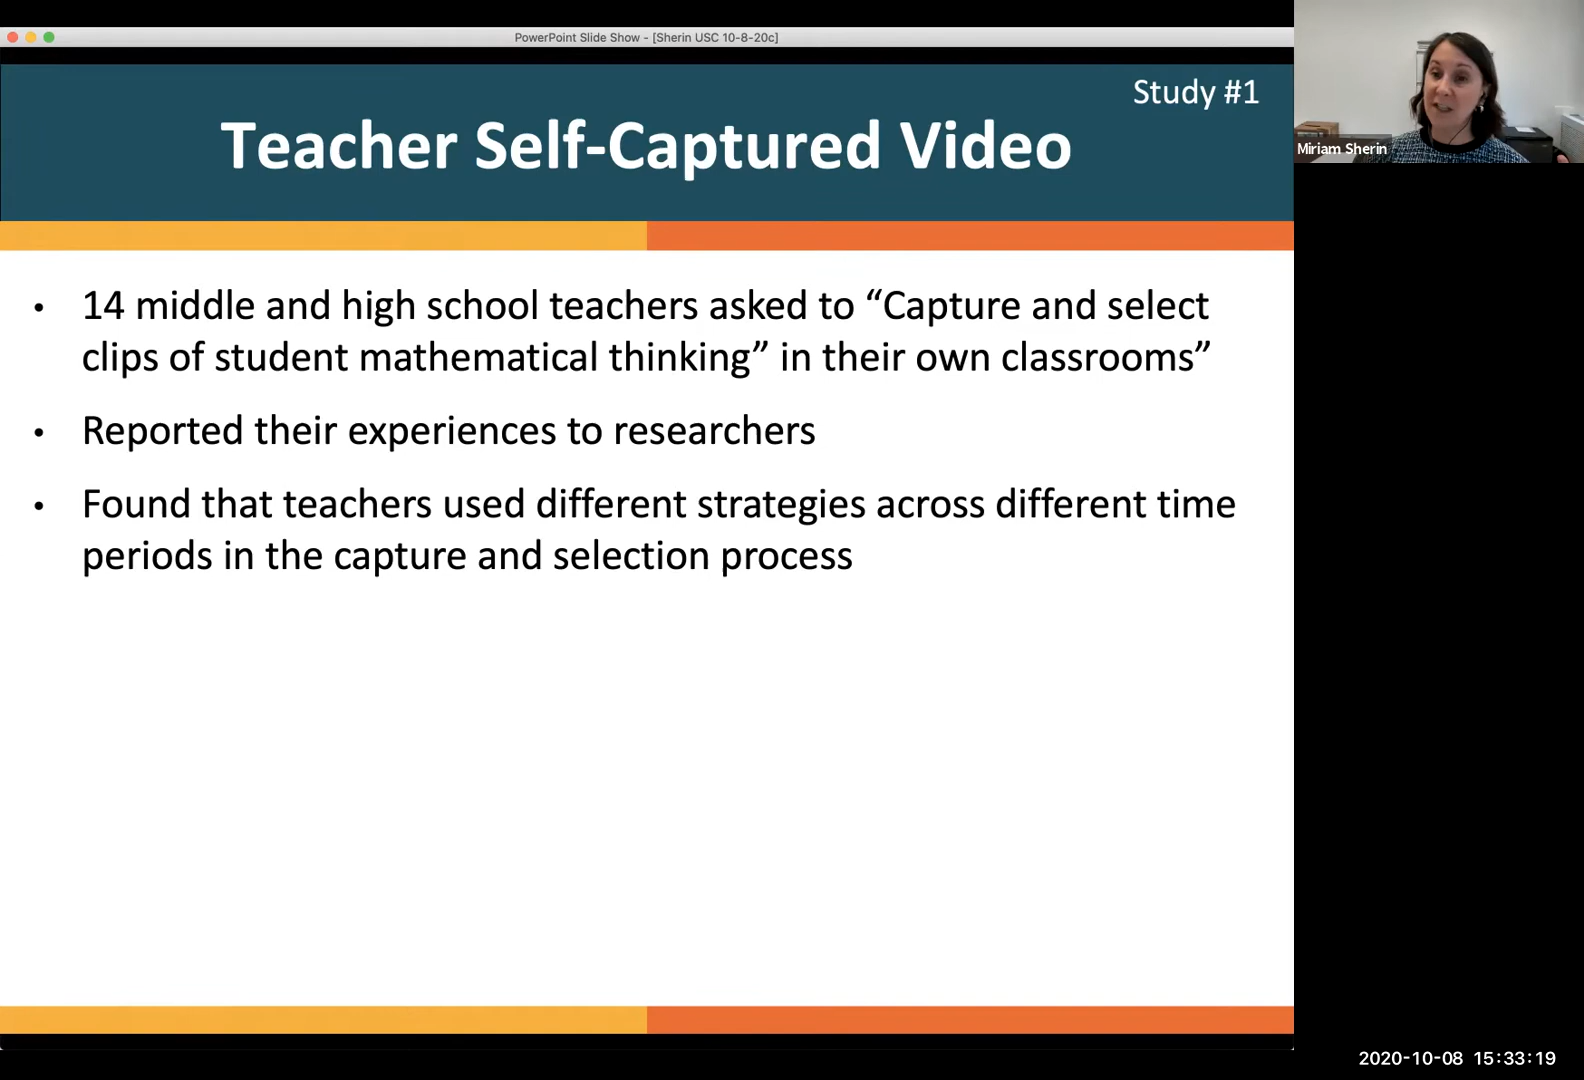 PowerPoint Slide Show - [Sherin USC 10-8-20c]
Study #1
Teacher Self-Captured Video
• 14 middle and high school teachers asked to “Capture and select
clips of student mathematical thinking” in their own classrooms”
• Reported their experiences to researchers
• Found that teachers used different strategies across different time
periods in the capture and selection process
Miriam Sherin
2020-10-08 15:33:19